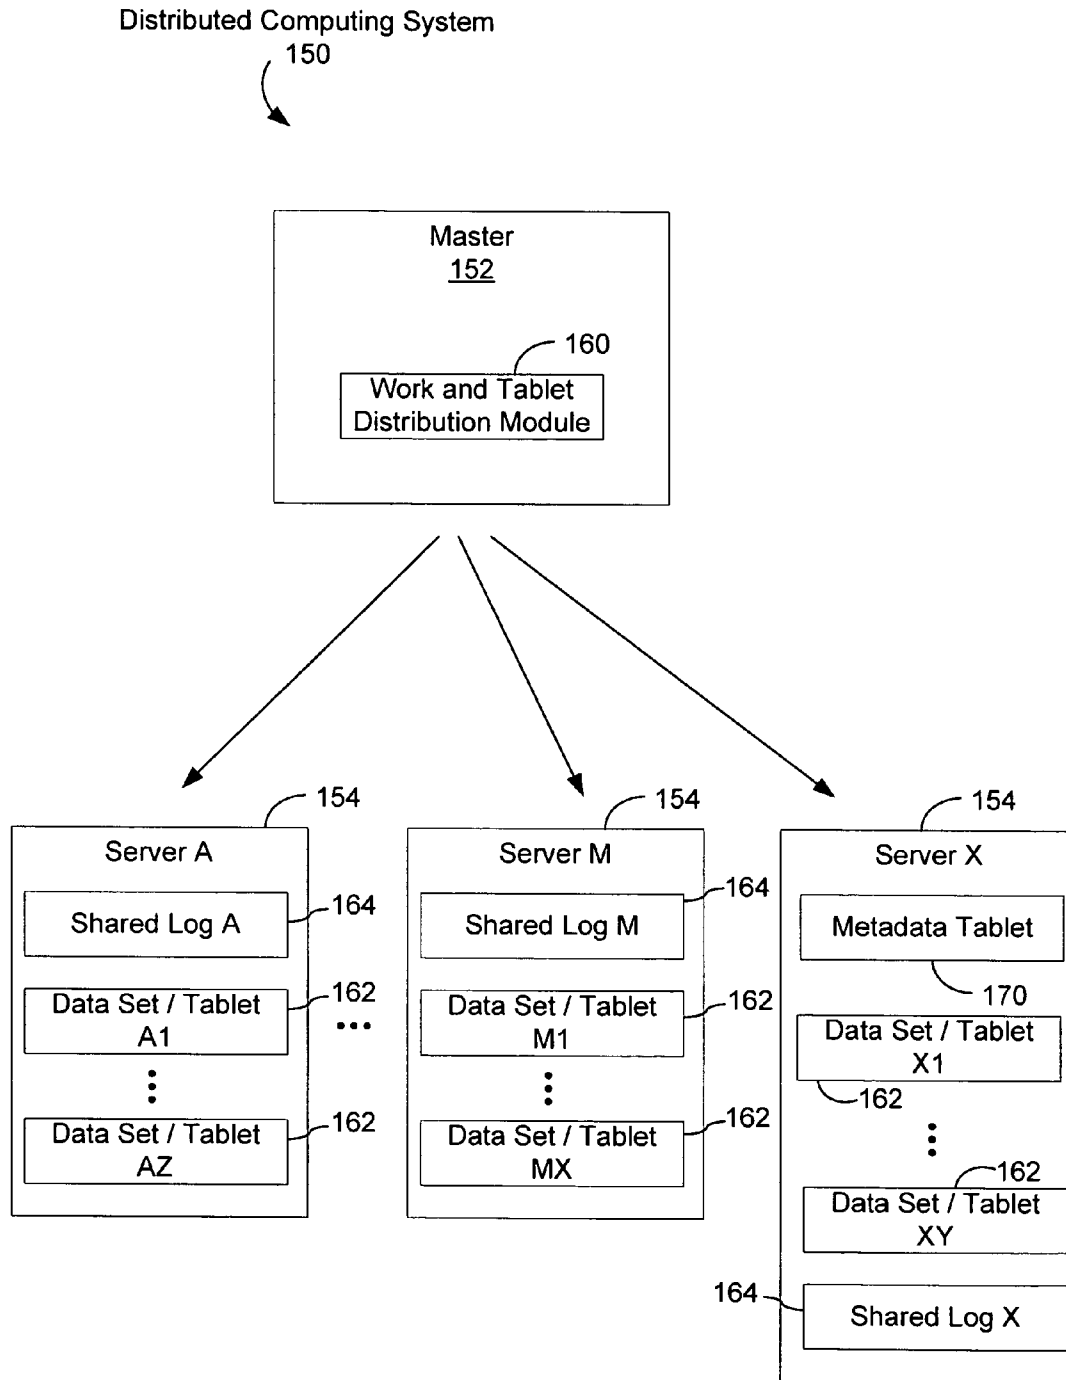 Distributed Computing System
150
Master
152
160
Work and Tablet
Distribution Module
154
Server A
Shared Log A
164
Data Set / Tablet
A1
162
Data Set / Tablet
AZ
162
154
Server M
Shared Log M
164
Data Set / Tablet
M1
162
Data Set / Tablet
MX
162
154
Server X
Metadada Tablet
170
Data Set / Tablet
X1
162
162
Data Set / Tablet
XY
164
Shared Log X